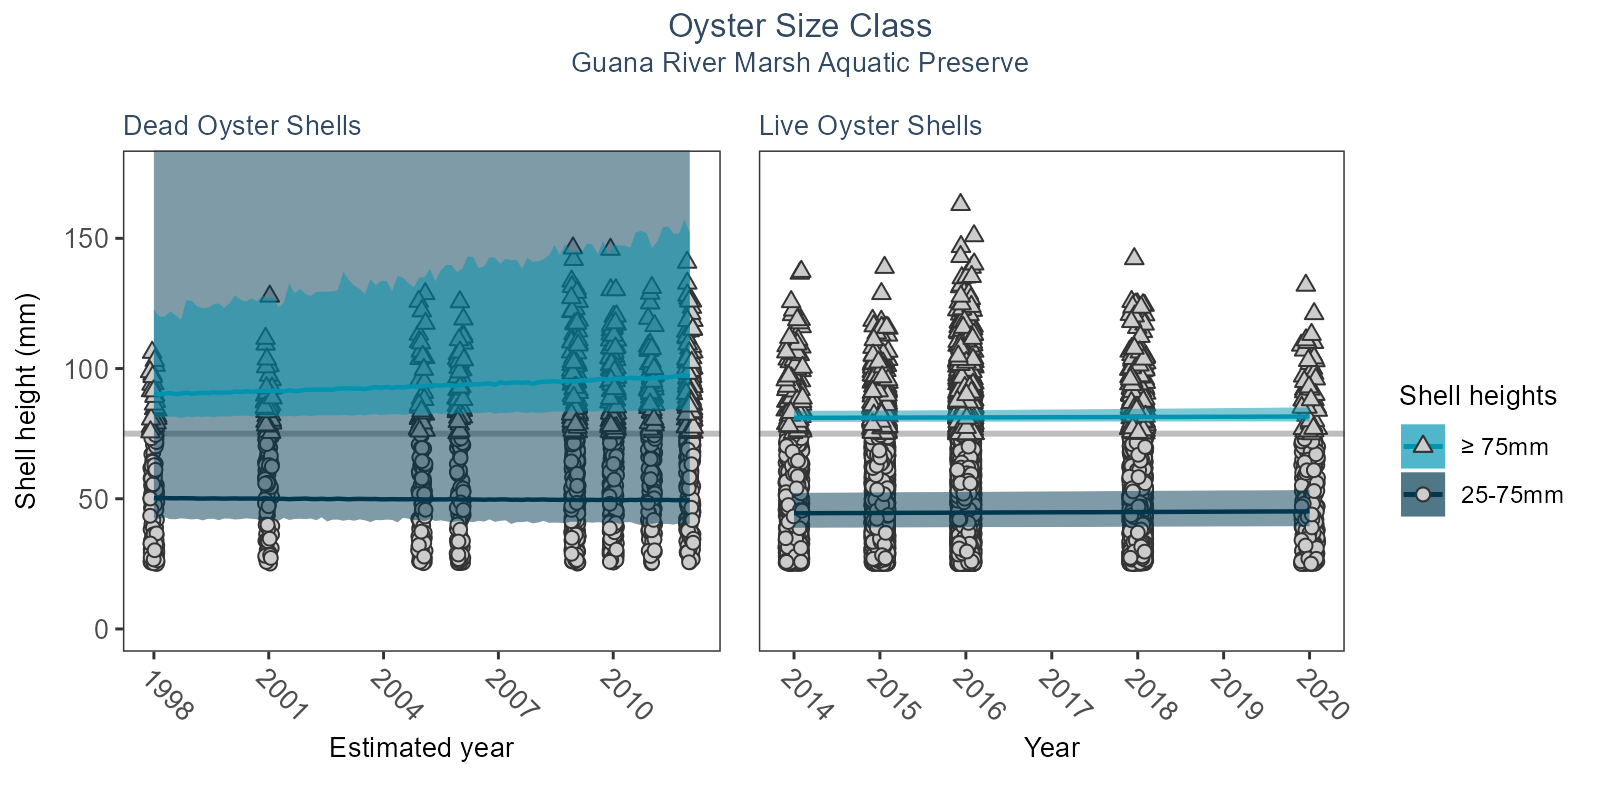 Oyster Size Class
Guana River Marsh Aquatic Preserve
Dead Oyster Shells
Live Oyster Shells
Shell height (mm)
150
100
50
0
1998
2001
2004
2007
2010
Estimated year
2014
2015
2016
2017
2018
2019
2020
Year
Shell heights
≥ 75mm
25-75mm